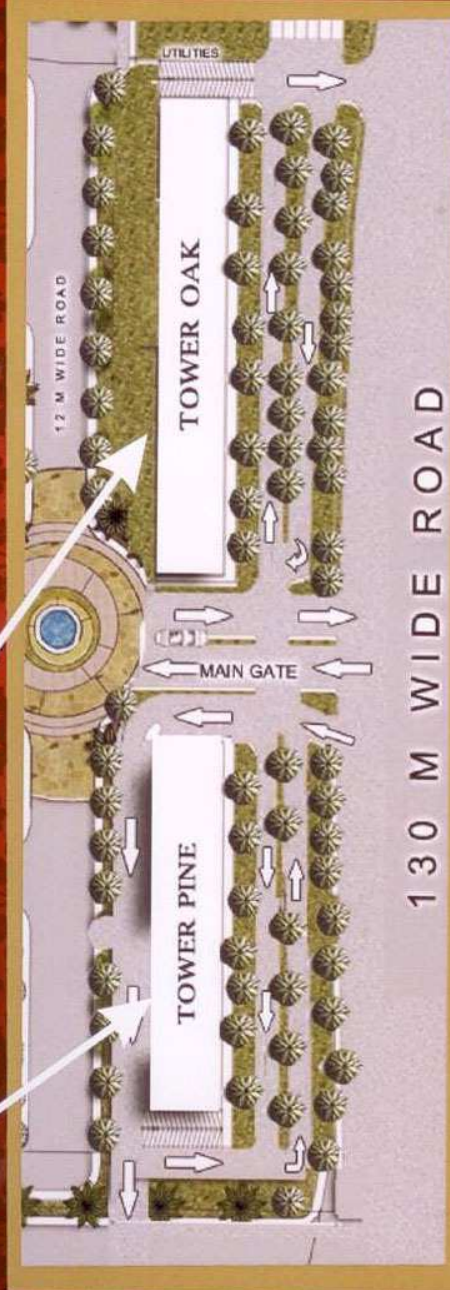 UTILITIES
TOWER OAK
12 M WIDE ROAD
MAIN GATE
130 M WIDE ROAD
TOWER PINE